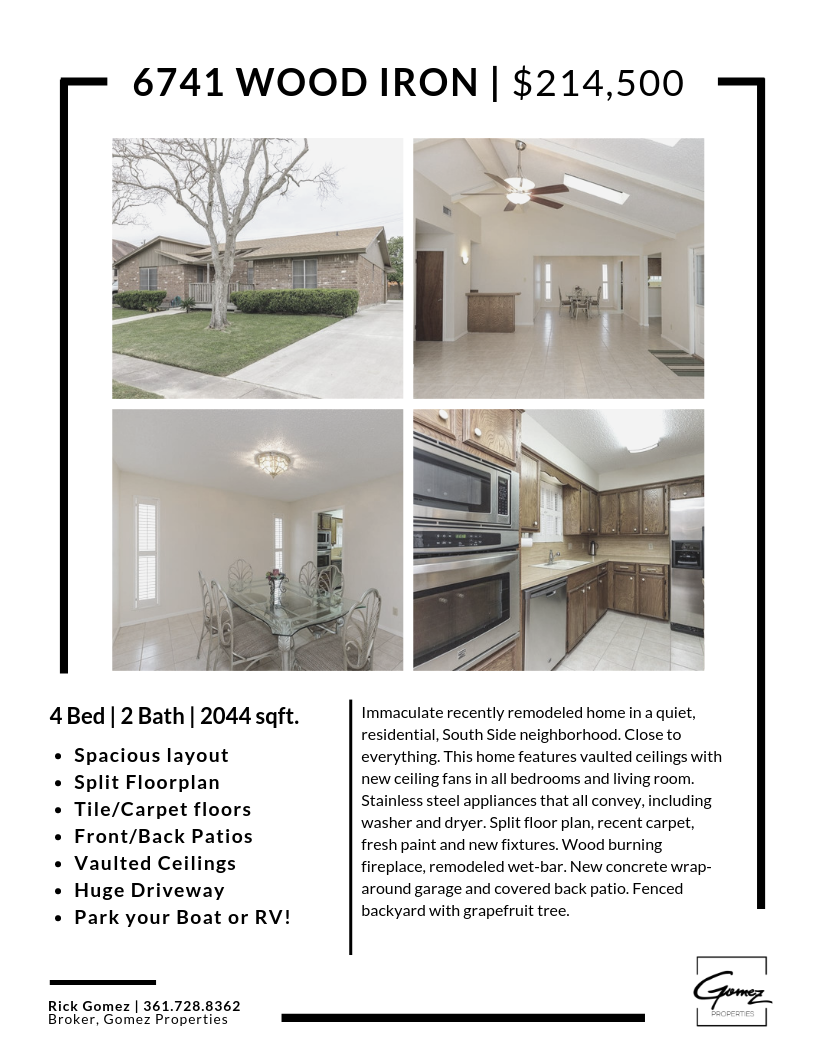 6741 WOOD IRON | $214,500
4 Bed | 2 Bath | 2044 sqft.
• Spacious layout
• Split Floorplan
• Tile/Carpet floors
• Front/Back Patios
• Vaulted Ceilings
• Huge Driveway
• Park your Boat or RV!
Immaculate recently remodeled home in a quiet,
residential, South Side neighborhood. Close to
everything. This home features vaulted ceilings with
new ceiling fans in all bedrooms and living room.
Stainless steel appliances that all convey, including
washer and dryer. Split floor plan, recent carpet,
fresh paint and new fixtures. Wood burning
fireplace, remodeled wet-bar. New concrete wrap-
around garage and covered back patio. Fenced
backyard with grapefruit tree.
Rick Gomez | 361.728.8362
Broker, Gomez Properties
Gomez
PROPERTIES